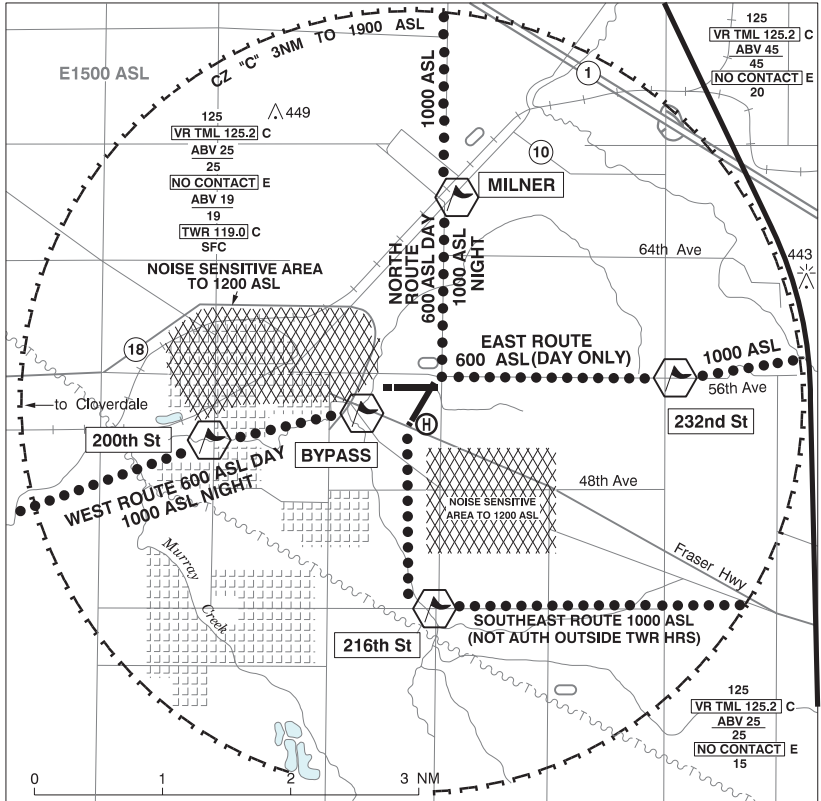 CZ "C" 3NM TO 1900 ASL
E1500 ASL
125
VR TML 125.2 C
ABV 25
25
NO CONTACT E
ABV 19
19
TWR 119.0 C
SFC
449
NOISE SENSITIVE AREA
TO 1200 ASL
1000 ASL
1
125
VR TML 125.2 C
ABV 45
45
NO CONTACT E
20
10
MILNER
NORTH
ROUTE
600 ASL DAY
1000 ASL
NIGHT
64th Ave
443
18
EAST ROUTE
600 ASL (DAY ONLY)
1000 ASL
56th Ave
232nd St
to Cloverdale
200th St
BYPASS
H
WEST ROUTE 600 ASL DAY
1000 ASL NIGHT
48th Ave
NOISE SENSITIVE
AREA TO 1200 ASL
Murray
Creek
Fraser Hwy
216th St
SOUTHEAST ROUTE 1000 ASL
(NOT AUTH OUTSIDE TWR HRS)
125
VR TML 125.2 C
ABV 25
25
NO CONTACT E
15
0 1 2 3 NM